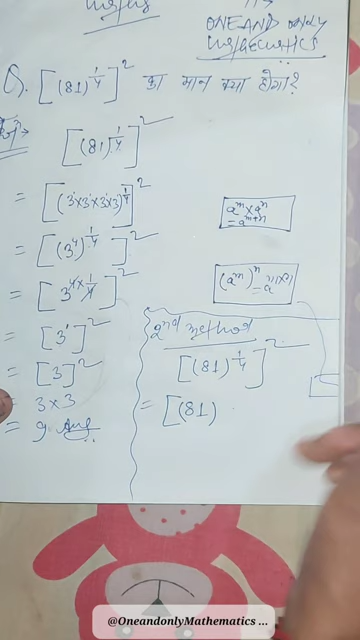 ONE AND only
Q. [(81)^1/4]^2 का मान क्या होगा?
[(81)^1/4]^2
= [(3×3×3×3)^1/4]^2
= [(3^4)^1/4]^2
= [3^4×1/4]^2
= [3^1]^2
= [3]^2
3×3
= 9 Ans
a^m × a^n
= a^m+n
(a^m)^n
= a^m×n
2nd method
[(81)^1/4]^2
= [(81)
@OneandonlyMathematics ...